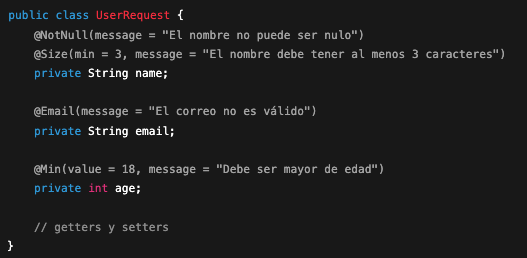 public class UserRequest {
@NotNull(message = "El nombre no puede ser nulo")
@Size(min = 3, message = "El nombre debe tener al menos 3 caracteres")
private String name;
@Email(message = "El correo no es válido")
private String email;
@Min(value = 18, message = "Debe ser mayor de edad")
private int age;
// getters y setters
}